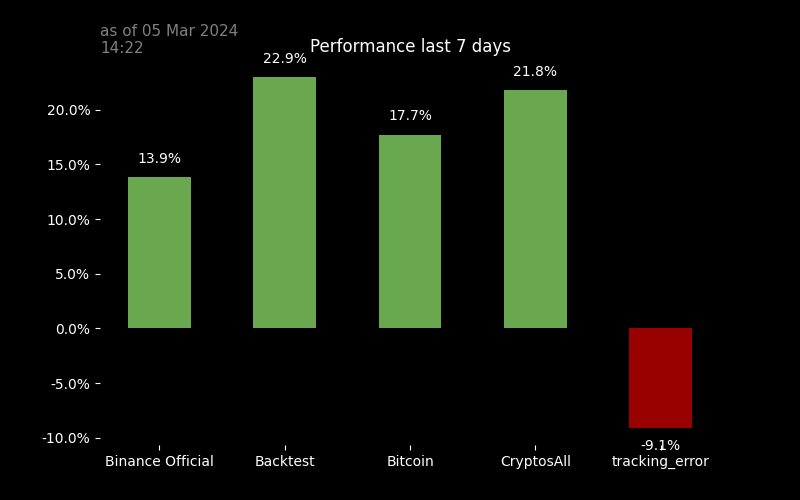 as of 05 Mar 2024
14:22
Performance last 7 days
22.9%
21.8%
20.0%
17.7%
15.0%
13.9%
10.0%
5.0%
0.0%
-5.0%
-10.0%
-9.1%
Binance Official
Backtest
Bitcoin
CryptosAll
tracking_error